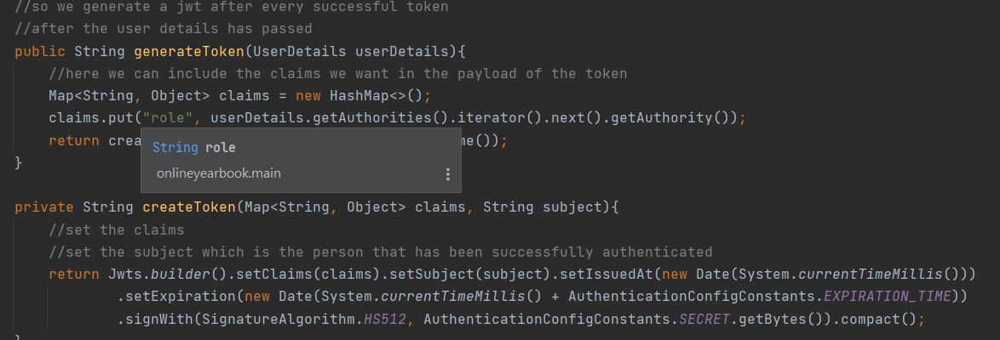 //so we generate a jwt after every successful token
//after the user details has passed
public String generateToken(UserDetails userDetails){
//here we can include the claims we want in the payload of the token
Map<String, Object> claims = new HashMap<>();
claims.put("role", userDetails.getAuthorities().iterator().next().getAuthority());
return crea me());
String role
onlineyearbook.main
}
private String createToken(Map<String, Object> claims, String subject){
//set the claims
//set the subject which is the person that has been successfully authenticated
return Jwts.builder().setClaims(claims).setSubject(subject).setIssuedAt(new Date(System.currentTimeMillis()))
.setExpiration(new Date(System.currentTimeMillis() + AuthenticationConfigConstants.EXPIRATION_TIME))
.signWith(SignatureAlgorithm.HS512, AuthenticationConfigConstants.SECRET.getBytes()).compact();
}